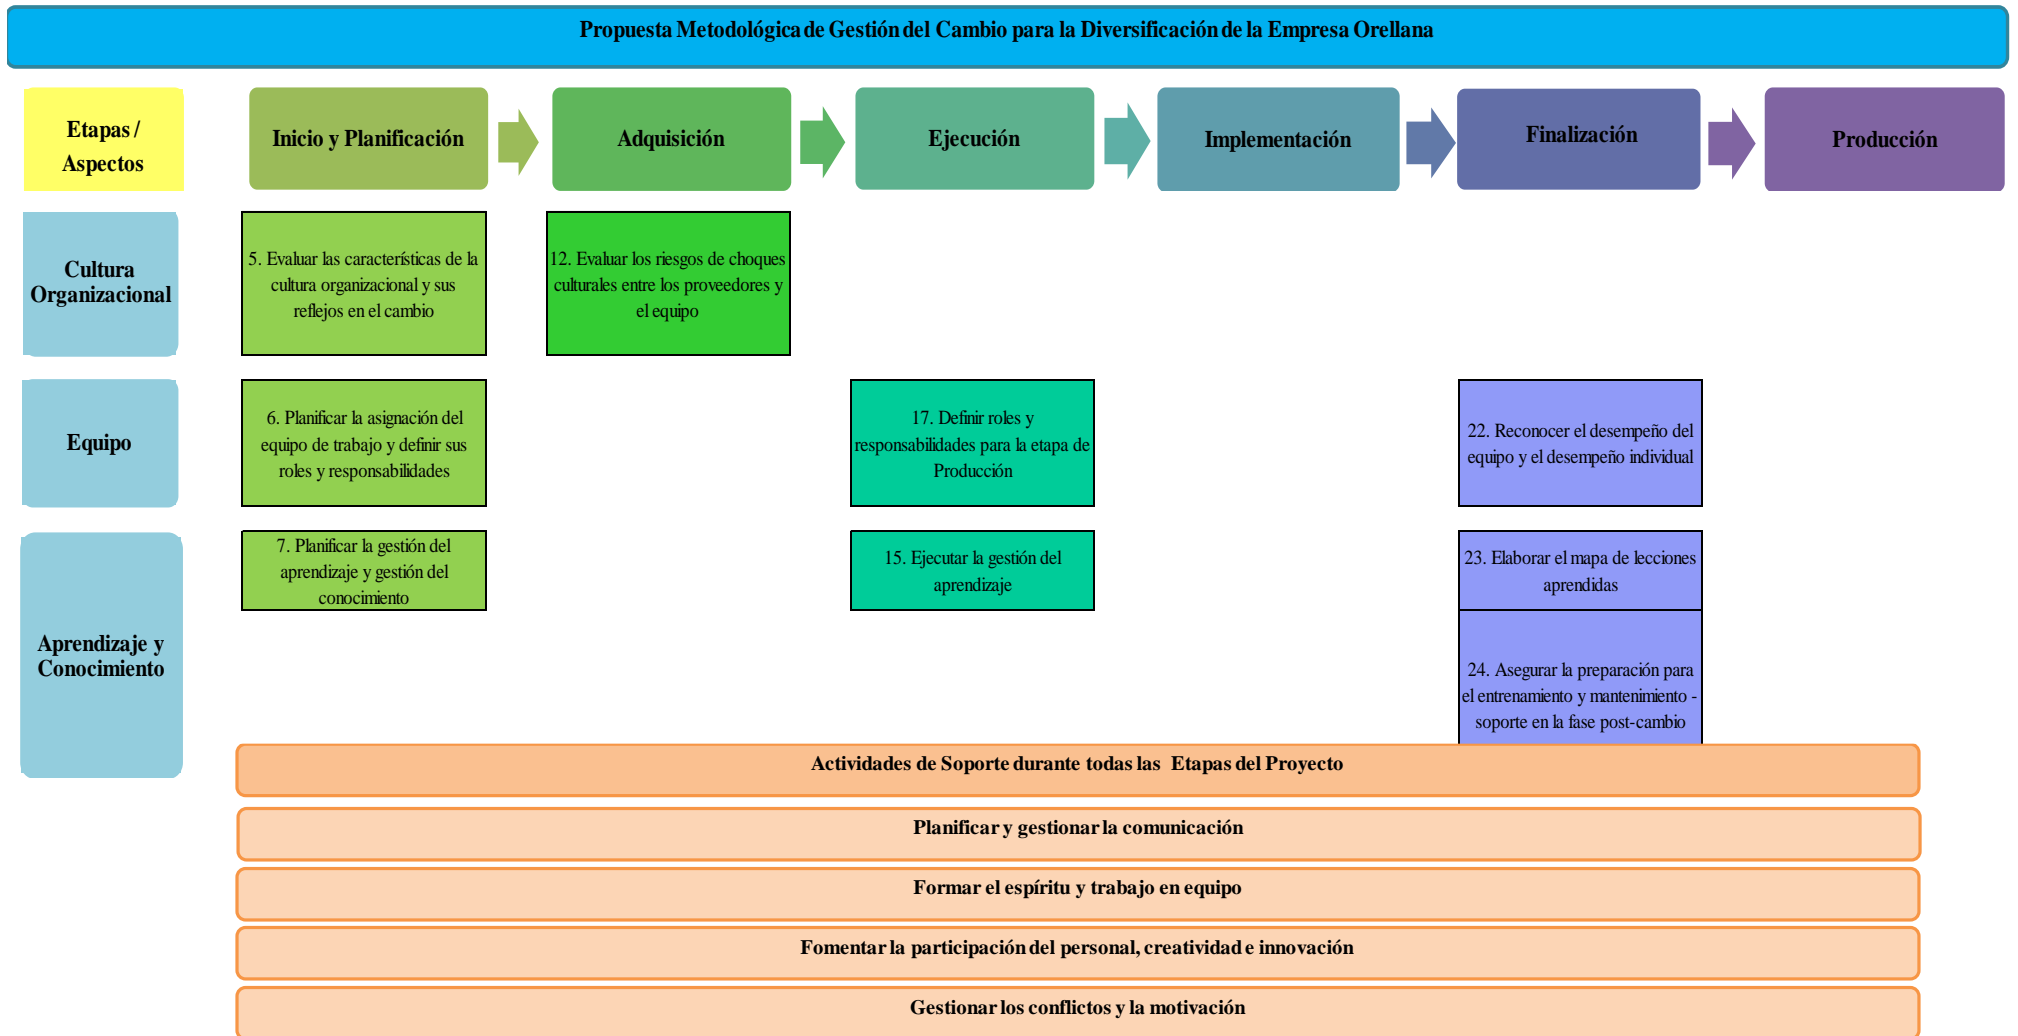 Propuesta Metodológica de Gestión del Cambio para la Diversificación de la Empresa Orellana
Etapas /
Aspectos
Inicio y Planificación
Adquisición
Ejecución
Implementación
Finalización
Producción
Cultura
Organizacional
5. Evaluar las características de la
cultura organizacional y sus
reflejos en el cambio
12. Evaluar los riesgos de choques
culturales entre los proveedores y
el equipo
Equipo
6. Planificar la asignación del
equipo de trabajo y definir sus
roles y responsabilidades
17. Definir roles y
responsabilidades para la etapa de
Producción
22. Reconocer el desempeño del
equipo y el desempeño individual
Aprendizaje y
Conocimiento
7. Planificar la gestión del
aprendizaje y gestión del
conocimiento
15. Ejecutar la gestión del
aprendizaje
23. Elaborar el mapa de lecciones
aprendidas
24. Asegurar la preparación para
el entrenamiento y mantenimiento -
soporte en la fase post-cambio
Actividades de Soporte durante todas las Etapas del Proyecto
Planificar y gestionar la comunicación
Formar el espíritu y trabajo en equipo
Fomentar la participación del personal, creatividad e innovación
Gestionar los conflictos y la motivación